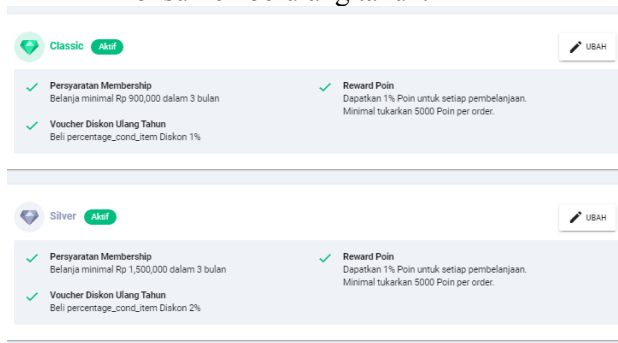 Classic Aktif UBAH
Persyaratan Membership
Belanja minimal Rp 900,000 dalam 3 bulan
Voucher Diskon Ulang Tahun
Beli percentage_cond_item Diskon 1%
Reward Poin
Dapatkan 1% Poin untuk setiap pembelanjaan.
Minimal tukarkan 5000 Poin per order.
Silver Aktif UBAH
Persyaratan Membership
Belanja minimal Rp 1,500,000 dalam 3 bulan
Voucher Diskon Ulang Tahun
Beli percentage_cond_item Diskon 2%
Reward Poin
Dapatkan 1% Poin untuk setiap pembelanjaan.
Minimal tukarkan 5000 Poin per order.